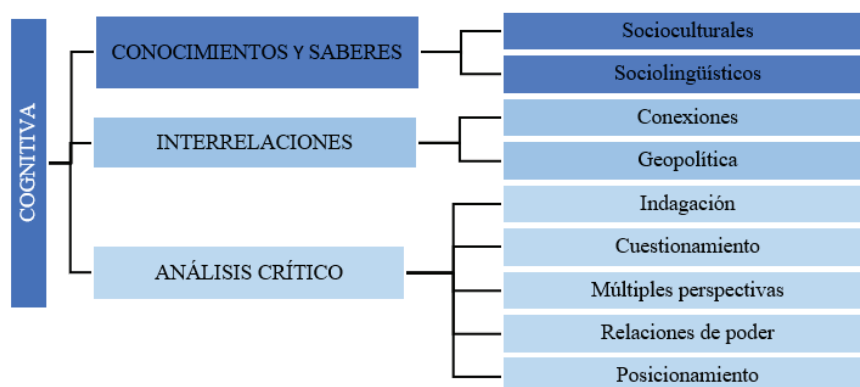 COGNITIVA
CONOCIMIENTOS Y SABERES
Socioculturales
Sociolingüísticos
INTERRELACIONES
Conexiones
Geopolítica
ANÁLISIS CRÍTICO
Indagación
Cuestionamiento
Múltiples perspectivas
Relaciones de poder
Posicionamiento